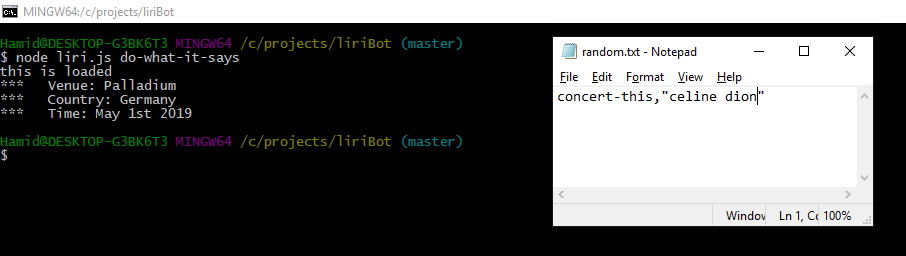 MINGW64:/c/projects/liriBot
Hamid@DESKTOP-G3BK6T3 MINGW64 /c/projects/liriBot (master)
$ node liri.js do-what-it-says
this is loaded
***   Venue: Palladium
***   Country: Germany
***   Time: May 1st 2019
Hamid@DESKTOP-G3BK6T3 MINGW64 /c/projects/liriBot (master)
$
random.txt - Notepad
File Edit Format View Help
concert-this,"celine dion"
Window Ln 1, Co 100%